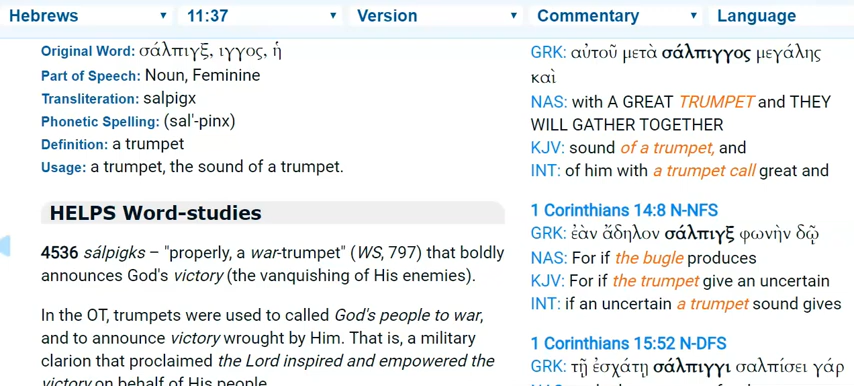 Hebrews 11:37 Version Commentary Language
Original Word: σάλπιγξ, ιγγος, ἡ
Part of Speech: Noun, Feminine
Transliteration: salpigx
Phonetic Spelling: (sal'-pinx)
Definition: a trumpet
Usage: a trumpet, the sound of a trumpet.
HELPS Word-studies
4536 sálpigks – "properly, a war-trumpet" (WS, 797) that boldly
announces God's victory (the vanquishing of His enemies).
In the OT, trumpets were used to called God's people to war,
and to announce victory wrought by Him. That is, a military
clarion that proclaimed the Lord inspired and empowered the
victory on behalf of His people.
GRK: αὐτοῦ μετὰ σάλπιγγος μεγάλης
καὶ
NAS: with A GREAT TRUMPET and THEY
WILL GATHER TOGETHER
KJV: sound of a trumpet, and
INT: of him with a trumpet call great and
1 Corinthians 14:8 N-NFS
GRK: ἐὰν ἄδηλον σάλπιγξ φωνὴν δῷ
NAS: For if the bugle produces
KJV: For if the trumpet give an uncertain
INT: if an uncertain a trumpet sound gives
1 Corinthians 15:52 N-DFS
GRK: τῇ ἐσχάτῃ σάλπιγγι σαλπίσει γάρ